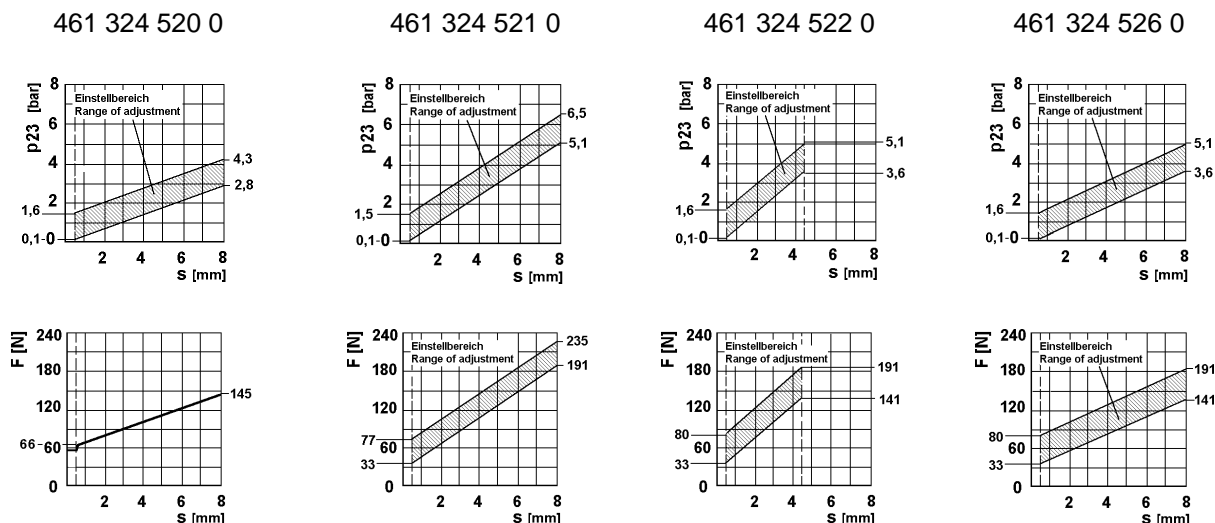 461 324 520 0
461 324 521 0
461 324 522 0
461 324 526 0
p23 [bar]
8
6
4
2
0
1,6
0,1
Einstellbereich
Range of adjustment
4,3
2,8
2 4 6 8
s [mm]
p23 [bar]
8
6
4
2
0
1,5
0,1
Einstellbereich
Range of adjustment
6,5
5,1
2 4 6 8
s [mm]
p23 [bar]
8
6
4
2
0
1,6
0,1
Einstellbereich
Range of adjustment
5,1
3,6
2 4 6 8
s [mm]
p23 [bar]
8
6
4
2
0
1,6
0,1
Einstellbereich
Range of adjustment
5,1
3,6
2 4 6 8
s [mm]
F [N]
240
180
120
60
0
66
145
2 4 6 8
s [mm]
F [N]
240
180
120
60
0
77
33
Einstellbereich
Range of adjustment
235
191
2 4 6 8
s [mm]
F [N]
240
180
120
60
0
80
33
Einstellbereich
Range of adjustment
191
141
2 4 6 8
s [mm]
F [N]
240
180
120
60
0
80
33
Einstellbereich
Range of adjustment
191
141
2 4 6 8
s [mm]